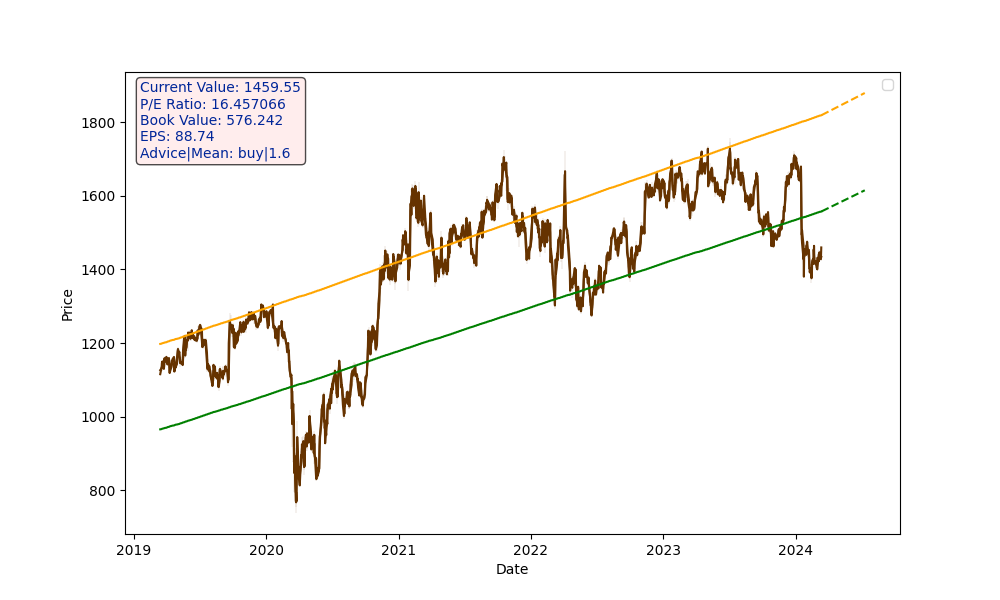 Current Value: 1459.55
P/E Ratio: 16.457066
Book Value: 576.242
EPS: 88.74
Advice|Mean: buy|1.6
1800
1600
1400
1200
1000
800
Price
2019 2020 2021 2022 2023 2024
Date